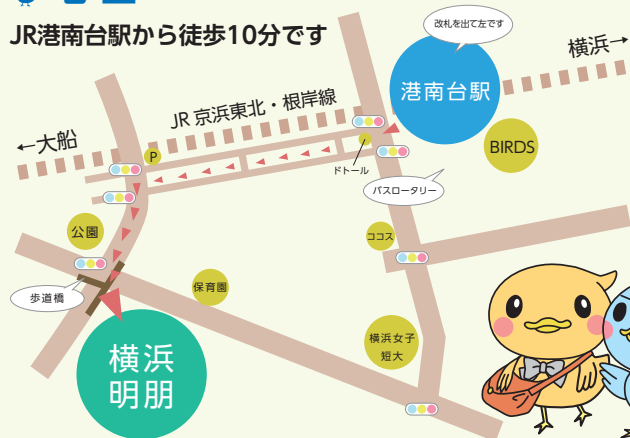 JR港南台駅から徒歩10分です
改札を出て左です
横浜→
港南台駅
JR 京浜東北・根岸線
←大船
BIRDS
P
ドトール
バスロータリー
公園
ココス
歩道橋
保育園
横浜女子
短大
横浜
明朋